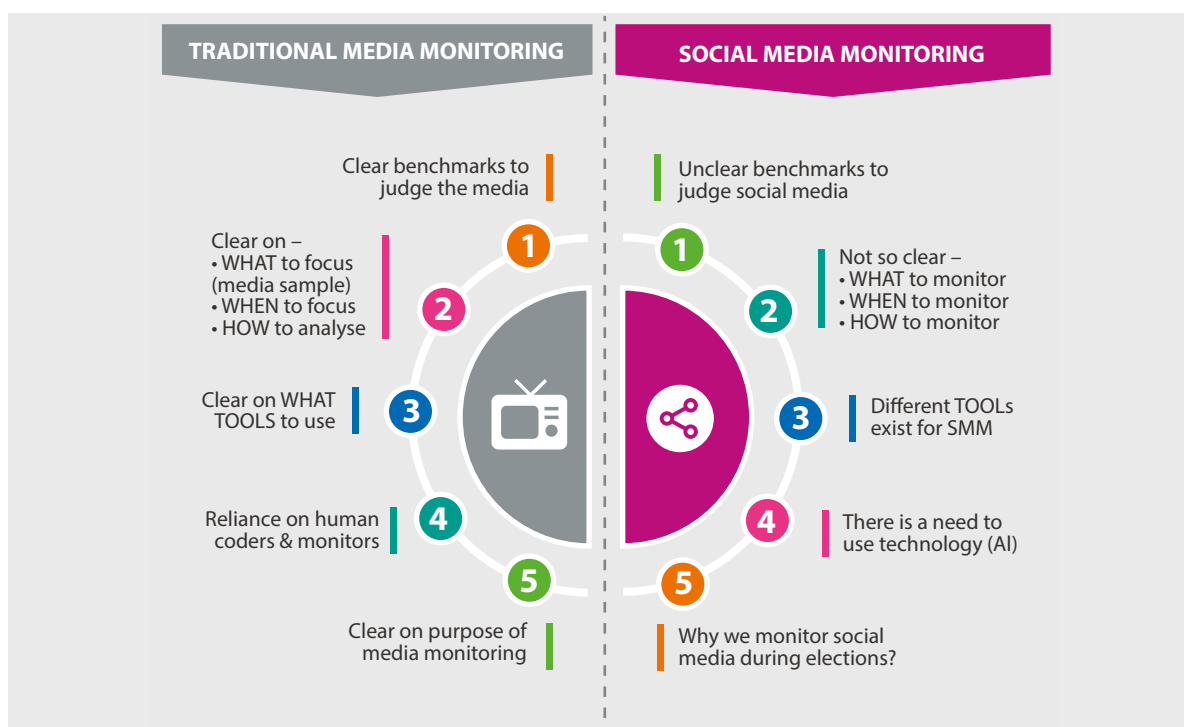 TRADITIONAL MEDIA MONITORING
Clear benchmarks to
judge the media
1
Clear on –
• WHAT to focus
(media sample)
• WHEN to focus
• HOW to analyse
2
Clear on WHAT
TOOLS to use
3
Reliance on human
coders & monitors
4
5
Clear on purpose of
media monitoring
SOCIAL MEDIA MONITORING
Unclear benchmarks to
judge social media
1
Not so clear –
• WHAT to monitor
• WHEN to monitor
• HOW to monitor
2
3
Different TOOLs
exist for SMM
4
There is a need to
use technology (AI)
5
Why we monitor social
media during elections?